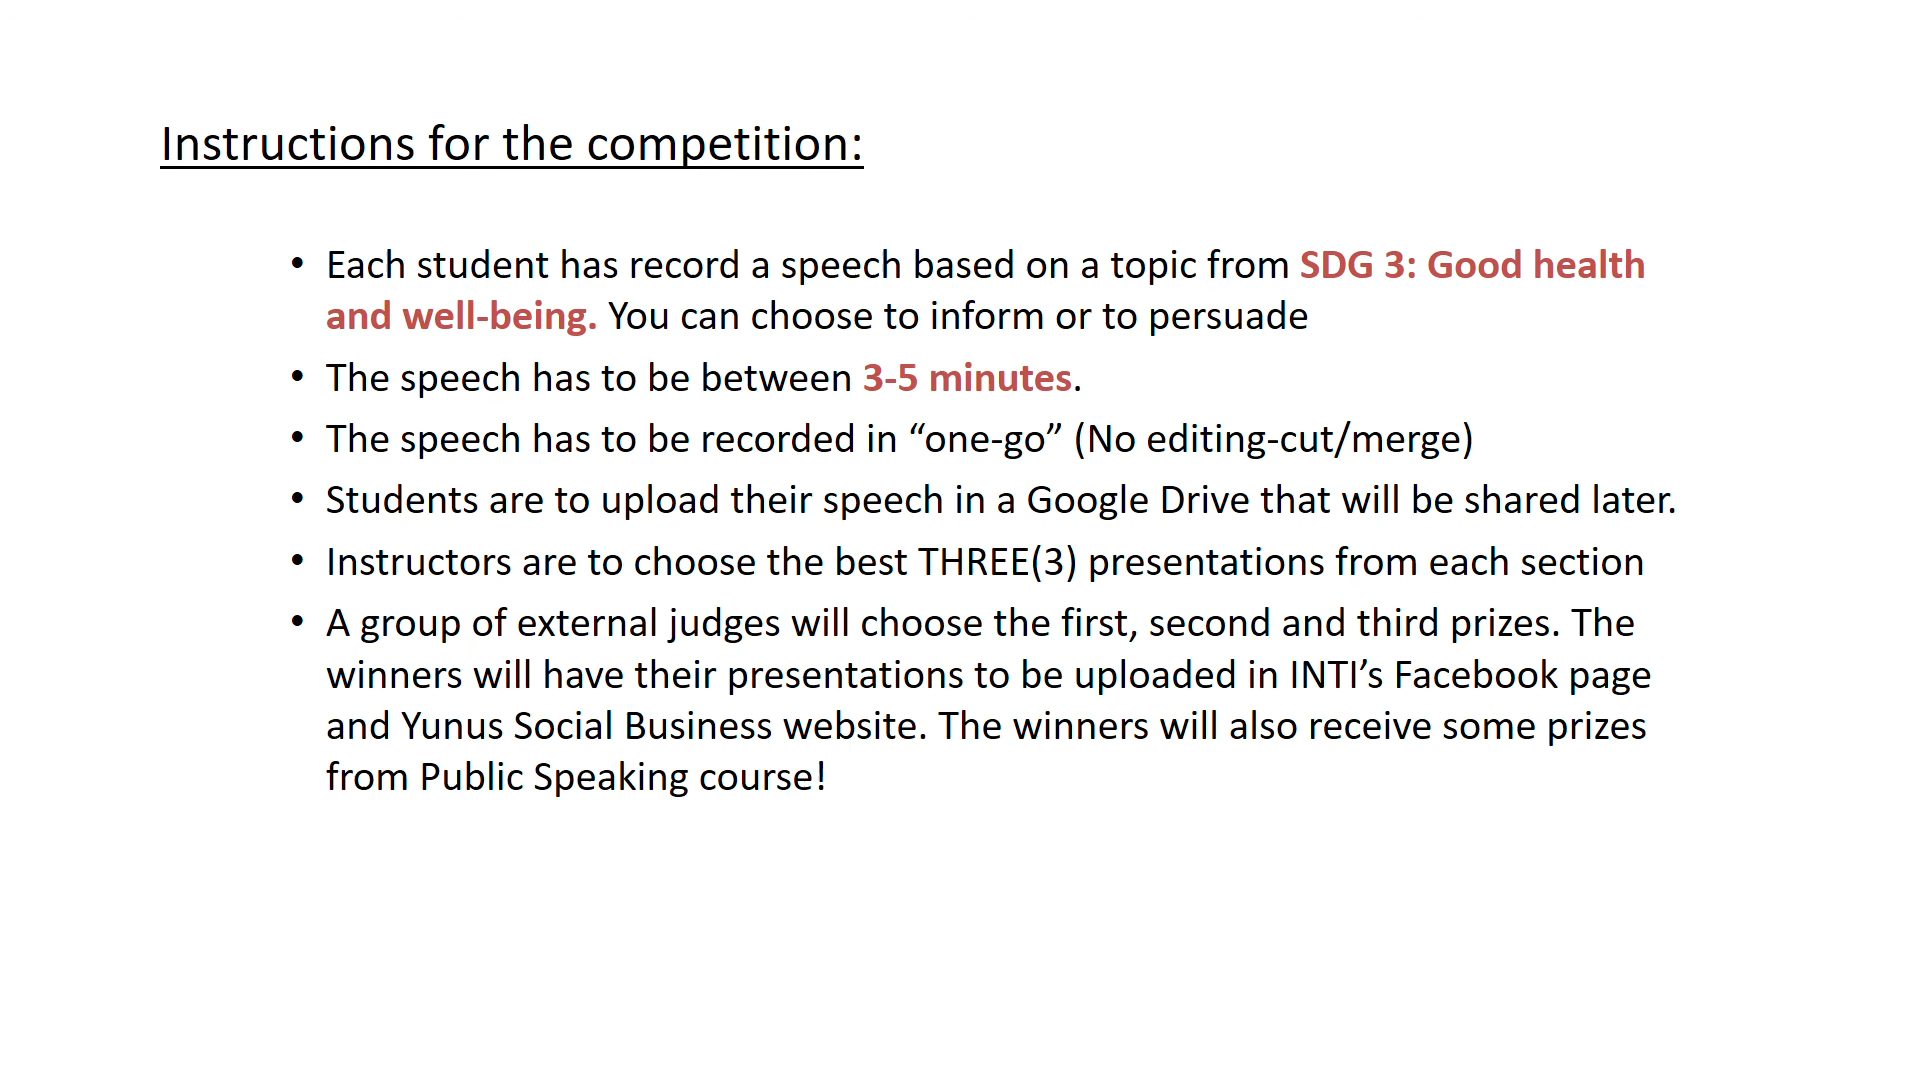 Instructions for the competition:
• Each student has record a speech based on a topic from SDG 3: Good health
and well-being. You can choose to inform or to persuade
• The speech has to be between 3-5 minutes.
• The speech has to be recorded in “one-go” (No editing-cut/merge)
• Students are to upload their speech in a Google Drive that will be shared later.
• Instructors are to choose the best THREE(3) presentations from each section
• A group of external judges will choose the first, second and third prizes. The
winners will have their presentations to be uploaded in INTI’s Facebook page
and Yunus Social Business website. The winners will also receive some prizes
from Public Speaking course!